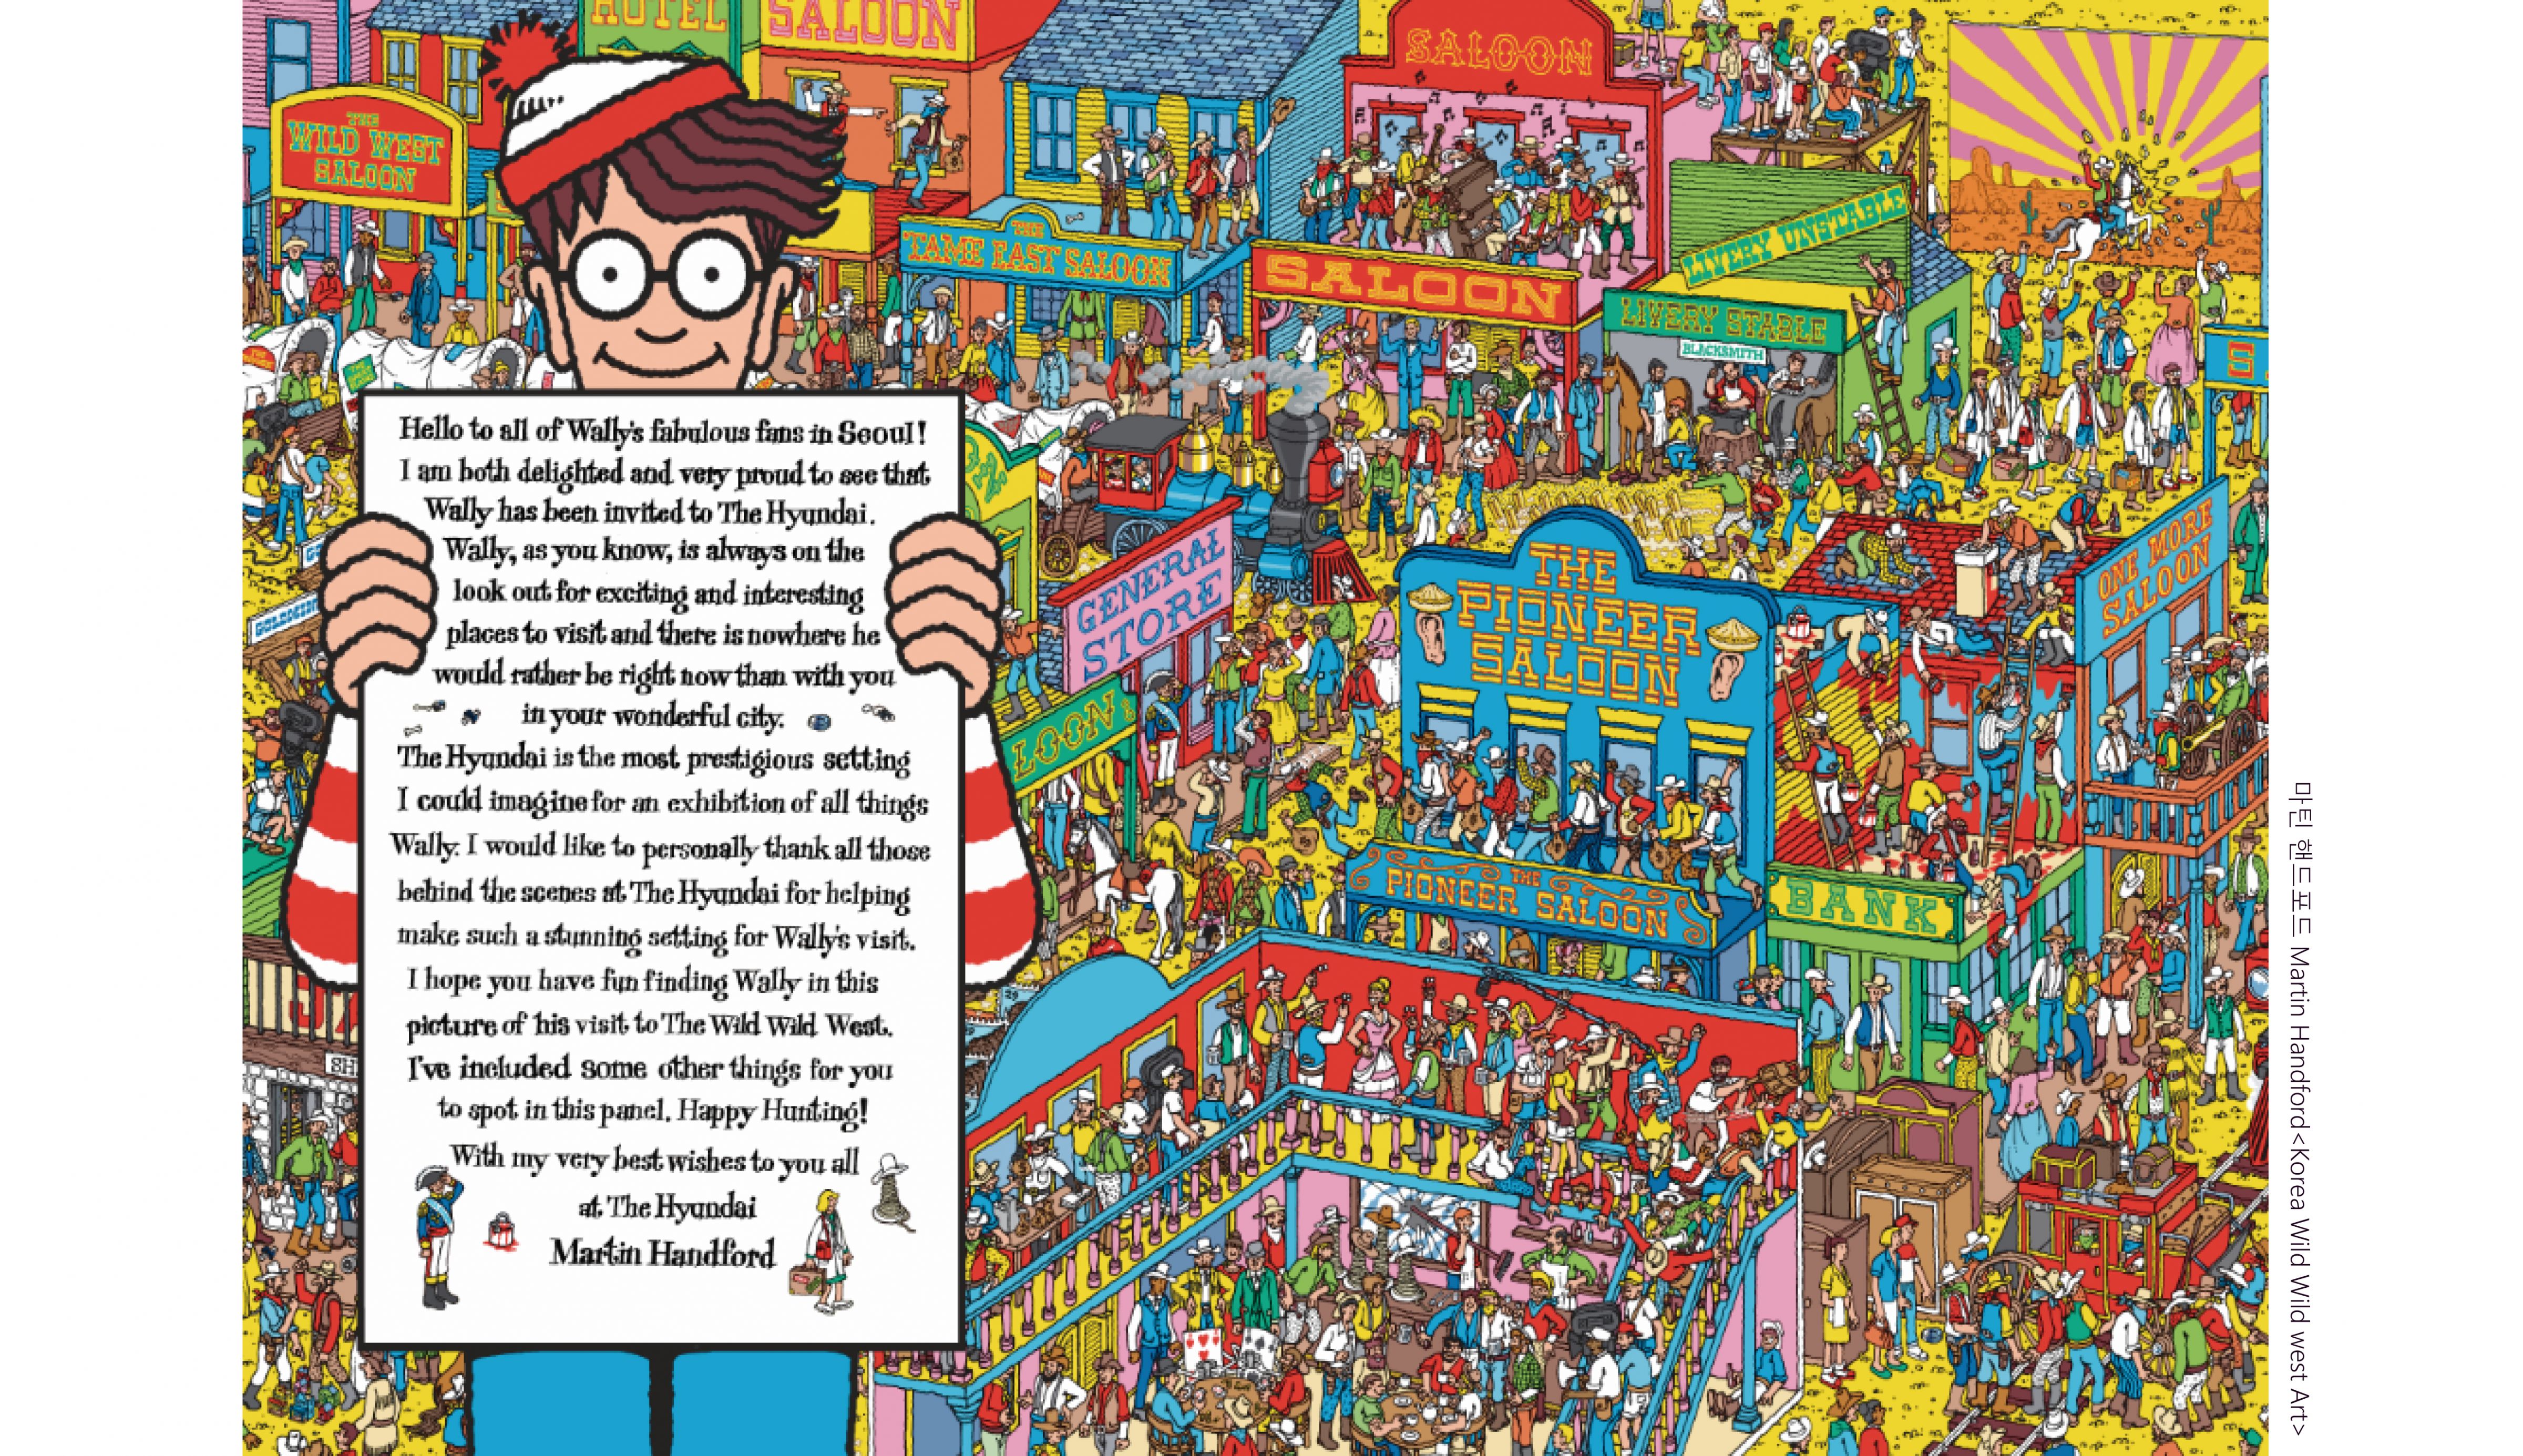 HOTEL
SALOON
THE
WILD WEST
SALOON
THE
TAME EAST SALOON
SALOON
SALOON
LIVERY UNSTABLE
LIVERY STABLE
BLACKSMITH
Hello to all of Wally's fabulous fans in Seoul!
I am both delighted and very proud to see that
Wally has been invited to The Hyundai.
Wally, as you know, is always on the
look out for exciting and interesting
places to visit and there is nowhere he
would rather be right now than with you
in your wonderful city.
The Hyundai is the most prestigious setting
I could imagine for an exhibition of all things
Wally. I would like to personally thank all those
behind the scenes at The Hyundai for helping
make such a stunning setting for Wally's visit.
I hope you have fun finding Wally in this
picture of his visit to The Wild Wild West.
I've included some other things for you
to spot in this panel. Happy Hunting!
With my very best wishes to you all
at The Hyundai
Martin Handford
GENERAL
STORE
LOON
THE
PIONEER
SALOON
THE
PIONEER SALOON
ONE MORE
SALOON
BANK
SH
마틴 핸드포드 Martin Handford<Korea Wild Wild west Art>